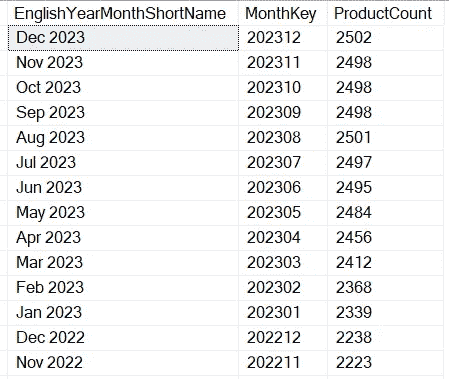 EnglishYearMonthShortName MonthKey ProductCount
Dec 2023 202312 2502
Nov 2023 202311 2498
Oct 2023 202310 2498
Sep 2023 202309 2498
Aug 2023 202308 2501
Jul 2023 202307 2497
Jun 2023 202306 2495
May 2023 202305 2484
Apr 2023 202304 2456
Mar 2023 202303 2412
Feb 2023 202302 2368
Jan 2023 202301 2339
Dec 2022 202212 2238
Nov 2022 202211 2223